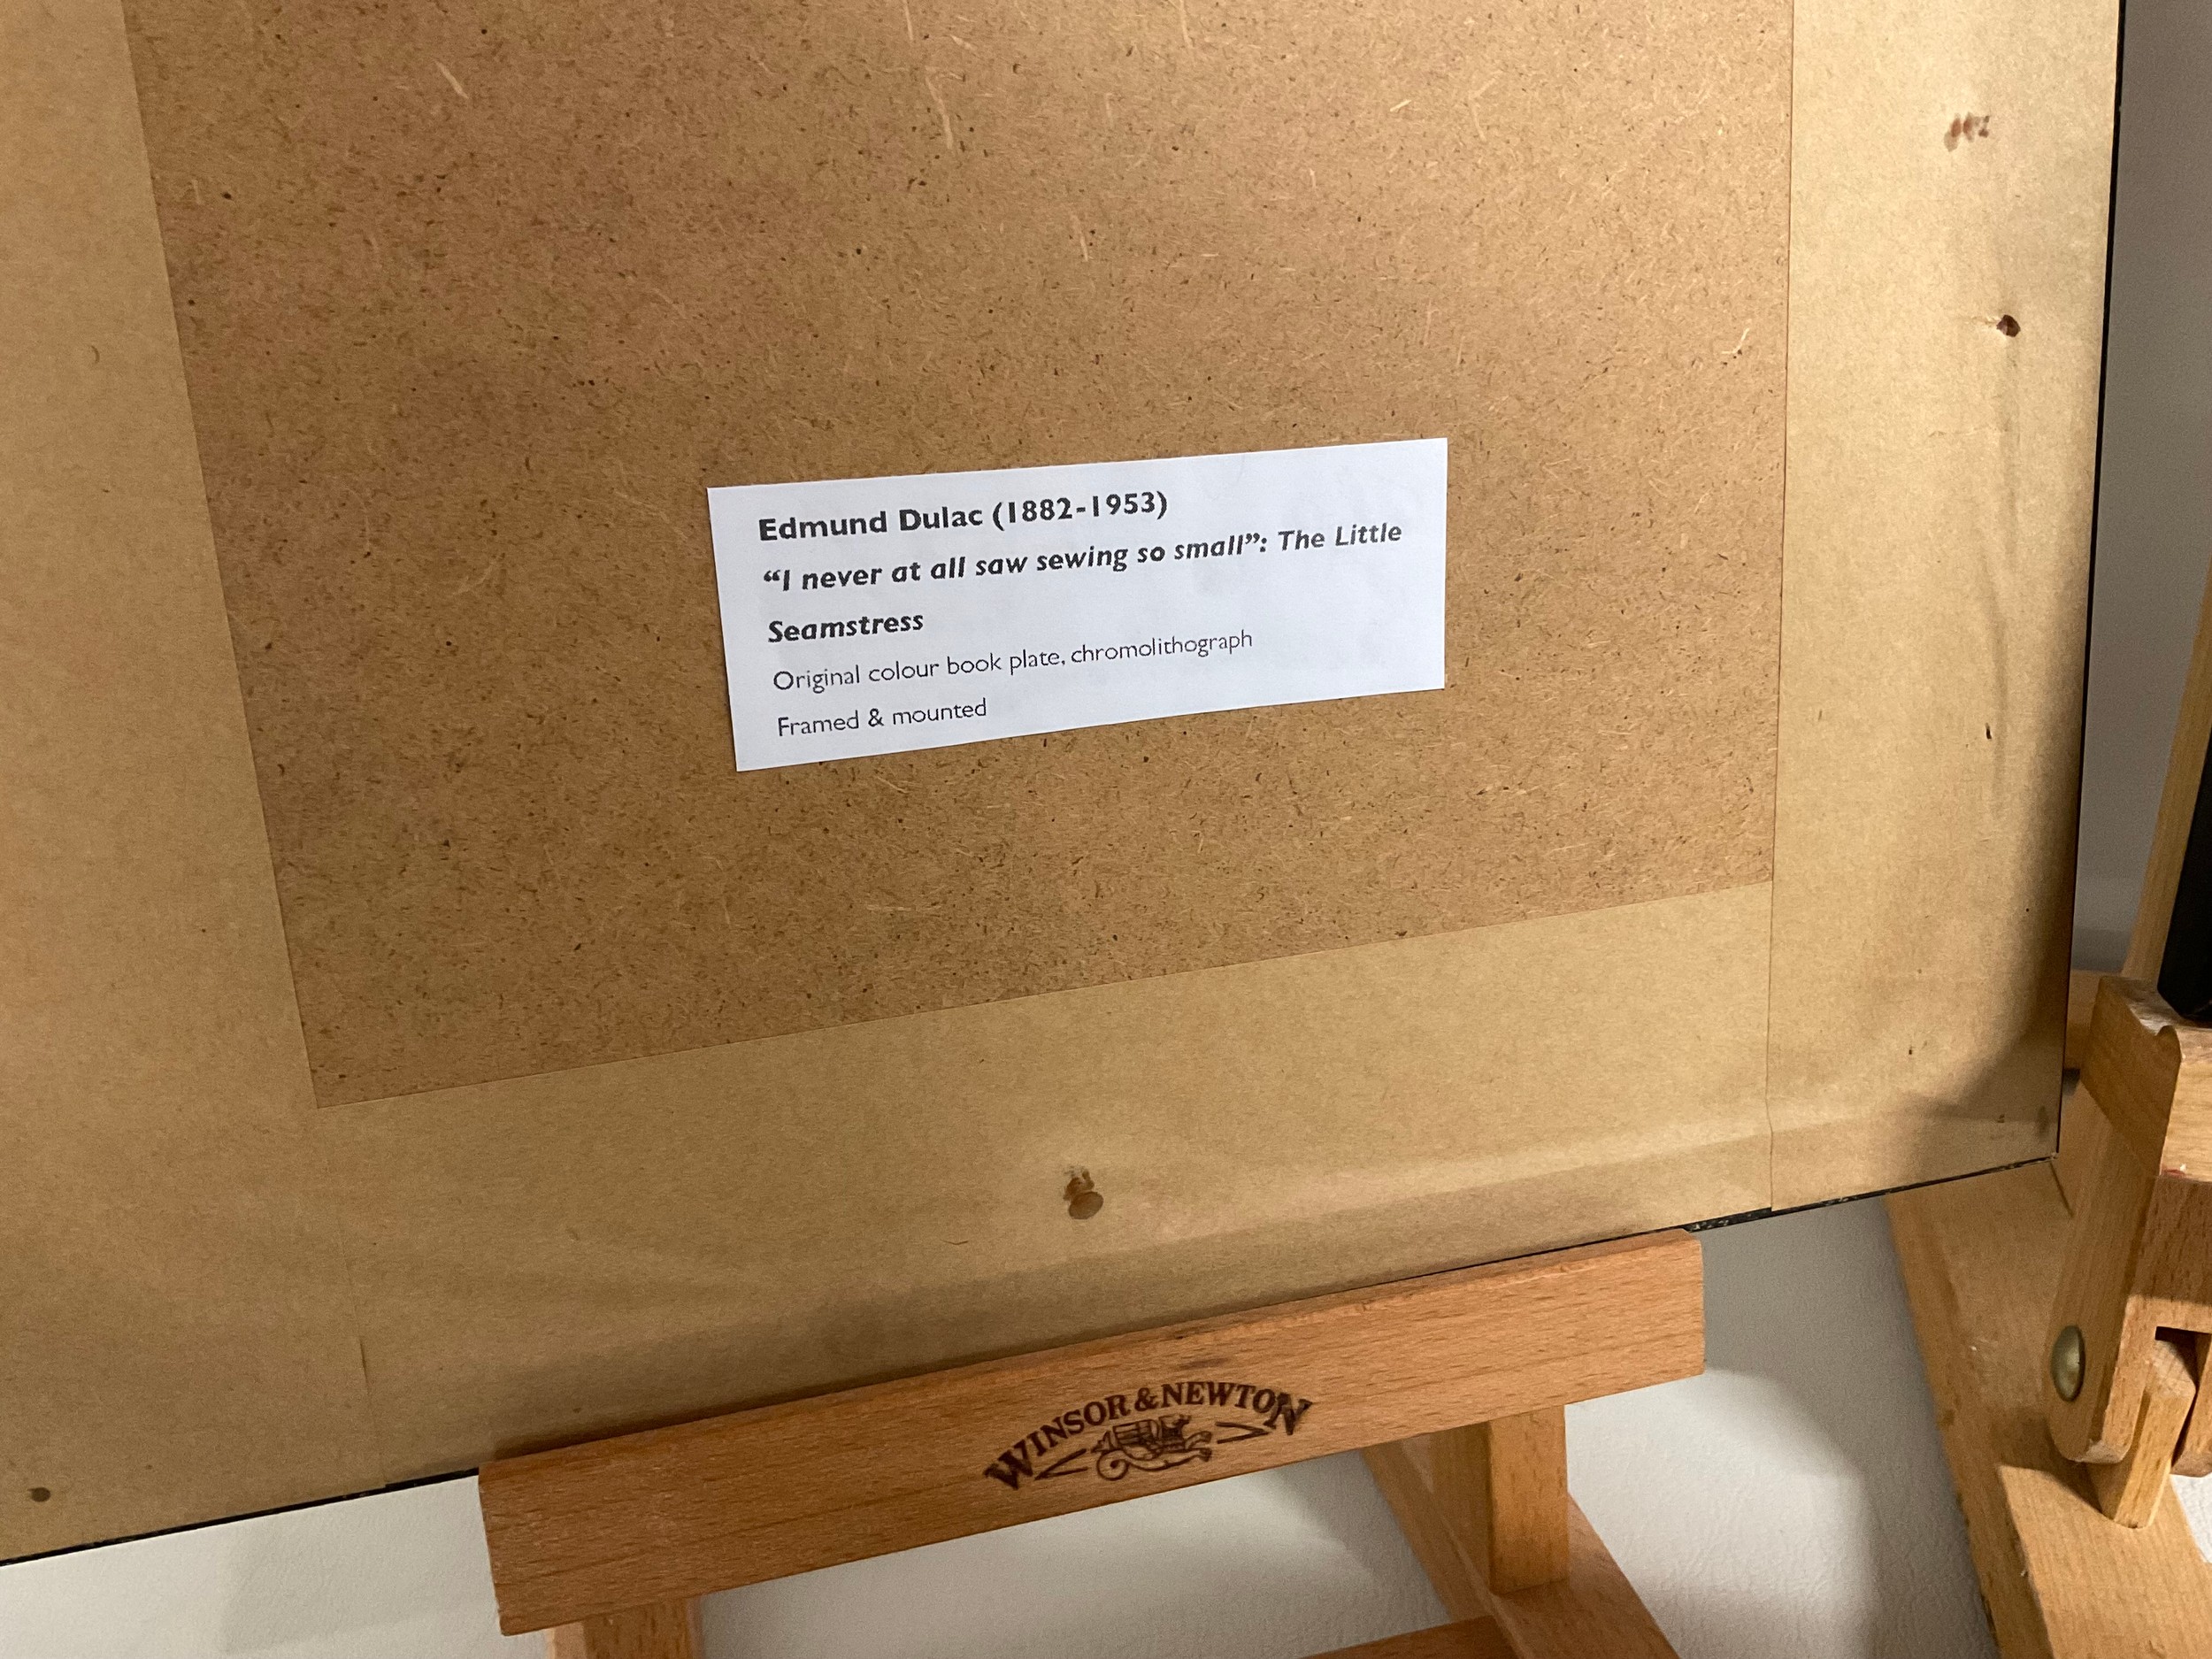 Edmund Dulac (1882-1953)
“I never at all saw sewing so small”: The Little
Seamstress
Original colour book plate, chromolithograph
Framed & mounted
WINSOR & NEWTON